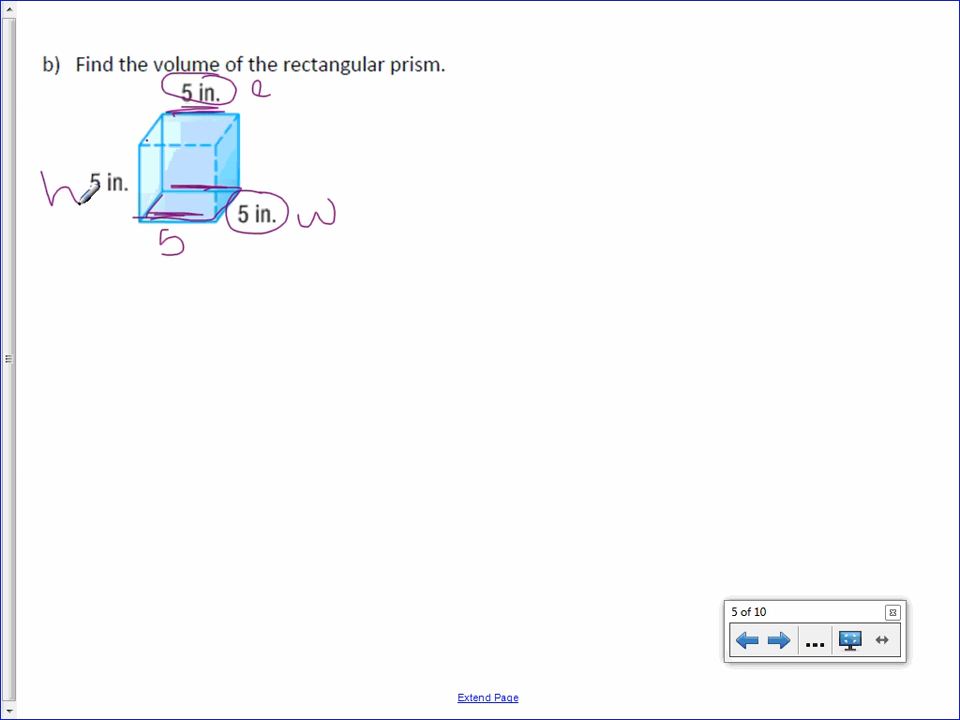 b) Find the volume of the rectangular prism.
5 in. l
h 5 in.
5 in. w
5
5 of 10
...
Extend Page